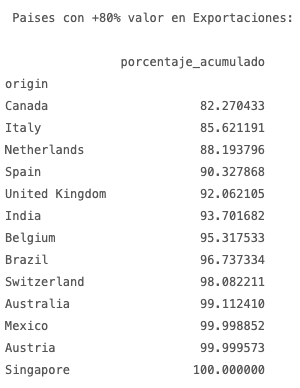 Paises con +80% valor en Exportaciones:
porcentaje_acumulado
origin
Canada 82.270433
Italy 85.621191
Netherlands 88.193796
Spain 90.327868
United Kingdom 92.062105
India 93.701682
Belgium 95.317533
Brazil 96.737334
Switzerland 98.082211
Australia 99.112410
Mexico 99.998852
Austria 99.999573
Singapore 100.000000